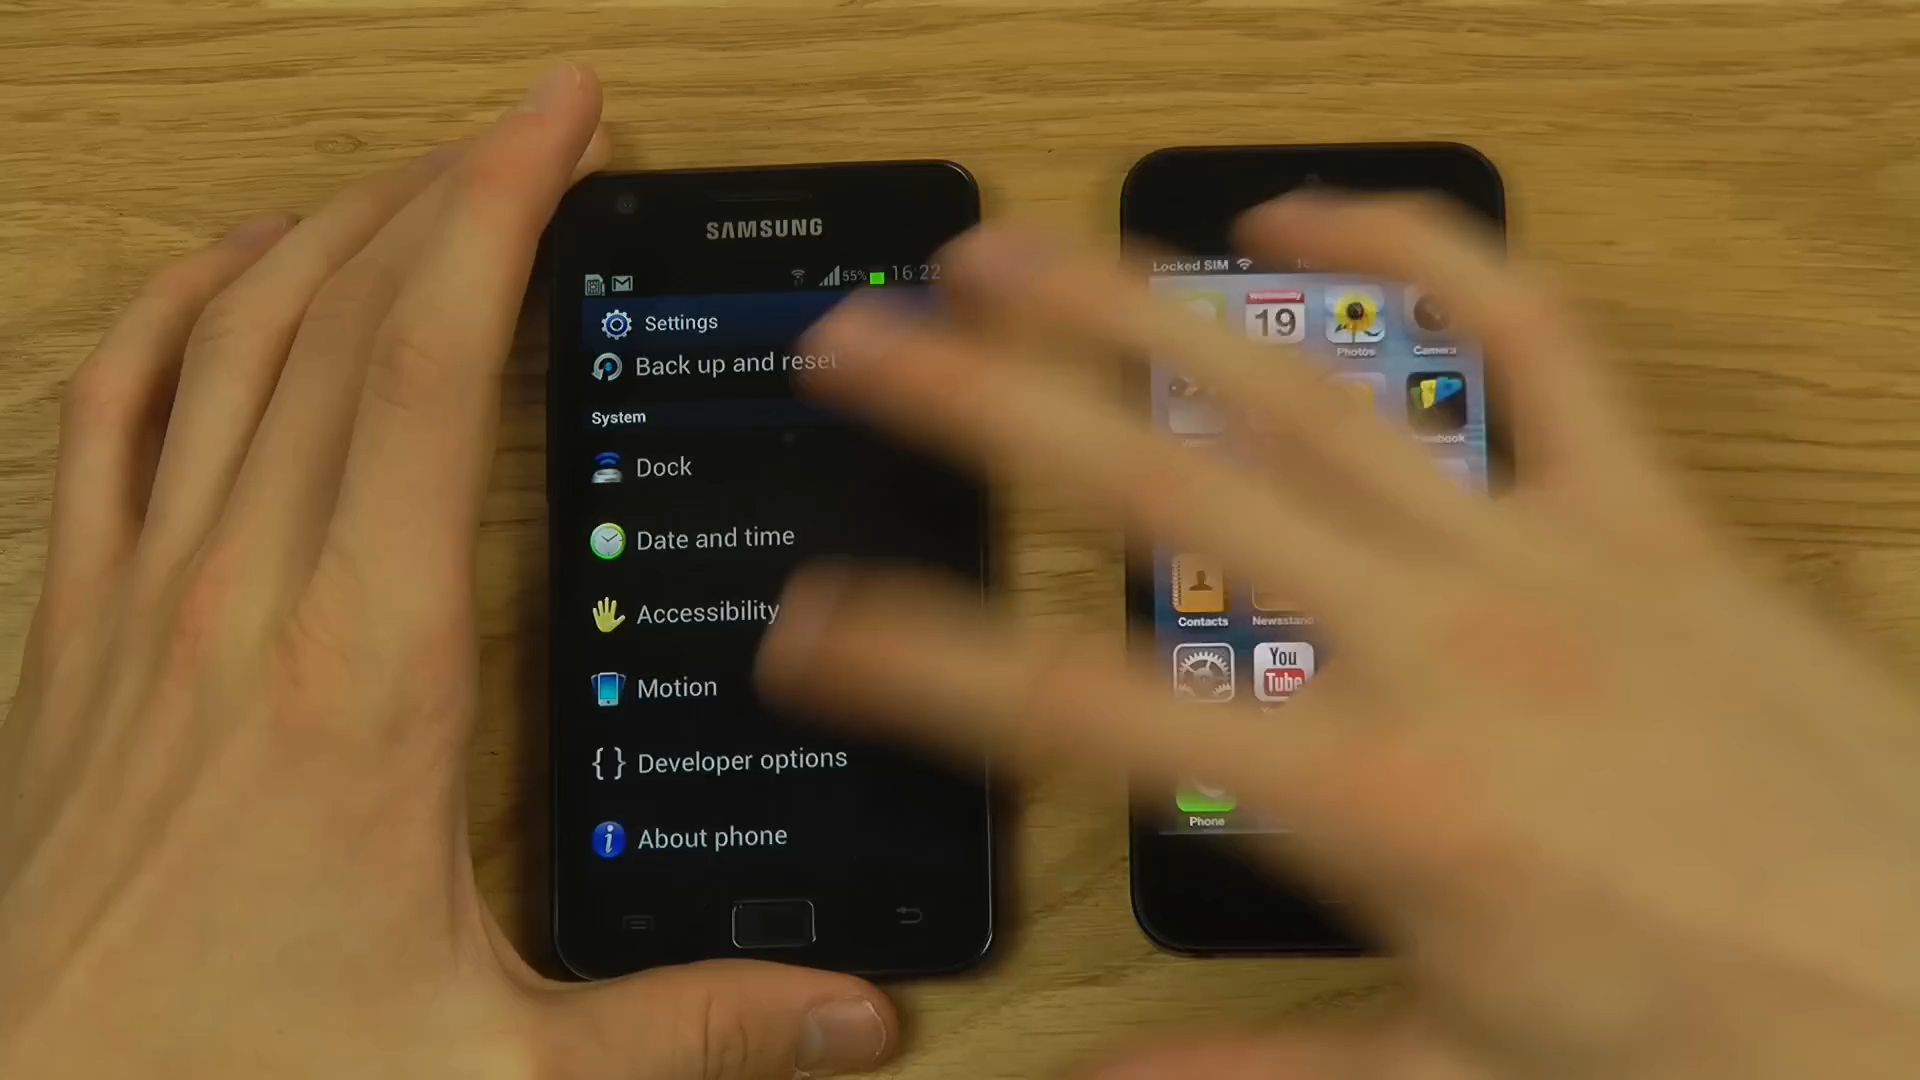 SAMSUNG
55% 16:22
Settings
Back up and reset
System
Dock
Date and time
Accessibility
Motion
Developer options
About phone
Locked SIM
Wednesday
19
Photos
Camera
Contacts
You
Tube
Phone